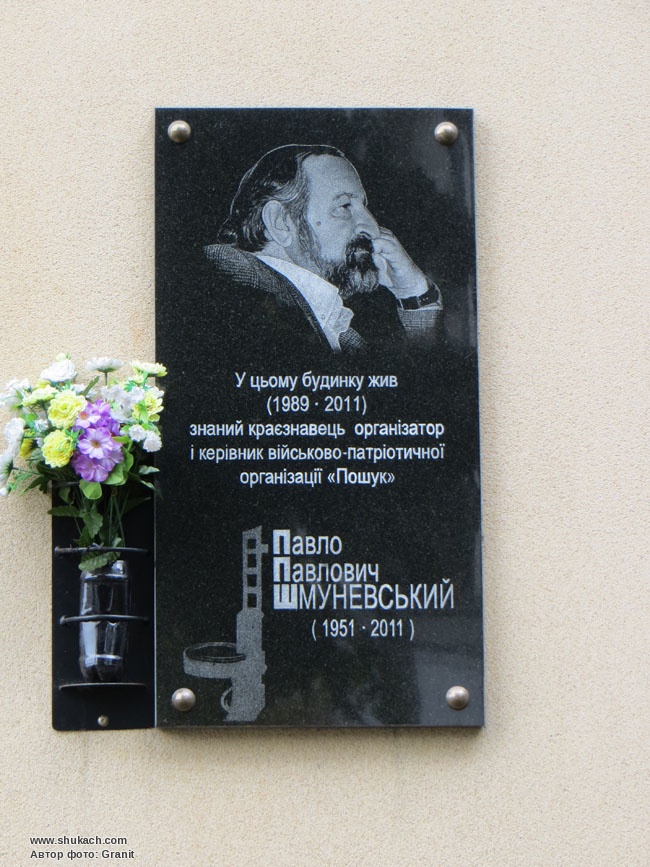 У цьому будинку жив
(1989 · 2011)
знаний краєзнавець організатор
і керівник військово-патріотичної
організації «Пошук»
Павло
Павлович
ШМУНЕВСЬКИЙ
( 1951 · 2011 )
www.shukach.com
Автор фото: Granit